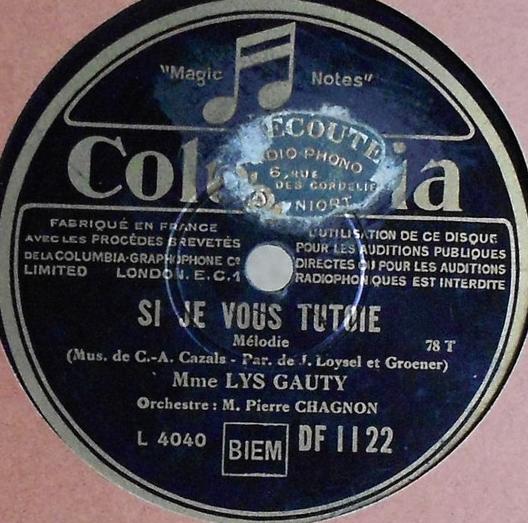 "Magic Notes"
Columbia
ECOUTE
RADIO-PHONO
6, RUE
DES CORDELIE
NIORT
FABRIQUÉ EN FRANCE
AVEC LES PROCÉDÉS BREVETÉS
DE LA COLUMBIA-GRAPHOPHONE Cº
LIMITED LONDON. E.C.1
L'UTILISATION DE CE DISQUE
POUR LES AUDITIONS PUBLIQUES
DIRECTES OU POUR LES AUDITIONS
RADIOPHONIQUES EST INTERDITE
SI JE VOUS TUTOIE
Mélodie
78 T
(Mus. de C.-A. Cazals - Par. de J. Loysel et Groener)
Mme LYS GAUTY
Orchestre : M. Pierre CHAGNON
L 4040 BIEM DF 1122